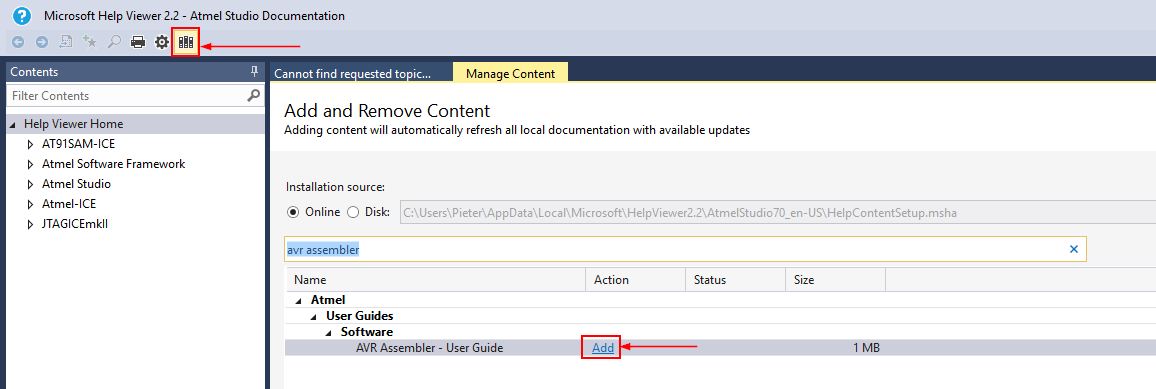 Microsoft Help Viewer 2.2 - Atmel Studio Documentation
Contents
Filter Contents
Help Viewer Home
AT91SAM-ICE
Atmel Software Framework
Atmel Studio
Atmel-ICE
JTAGICEmkII
Cannot find requested topic...
Manage Content
Add and Remove Content
Adding content will automatically refresh all local documentation with available updates
Installation source:
Online Disk: C:\Users\Pieter\AppData\Local\Microsoft\HelpViewer2.2\AtmelStudio70_en-US\HelpContentSetup.msha
avr assembler
Name Action Status Size
Atmel
User Guides
Software
AVR Assembler - User Guide Add 1 MB